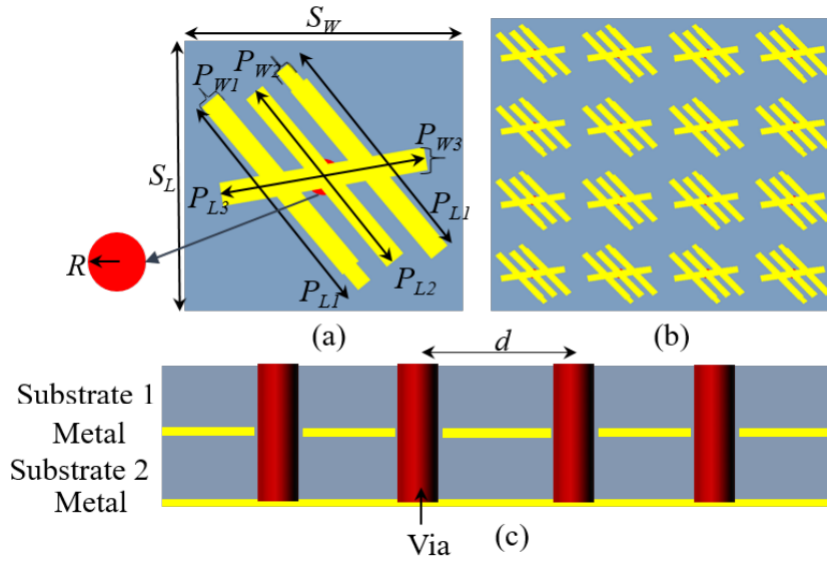 S_W
P_W1
P_W2
P_W3
S_L
P_L3
P_L1
R
P_L1
P_L2
(a)
(b)
d
Substrate 1
Metal
Substrate 2
Metal
Via
(c)